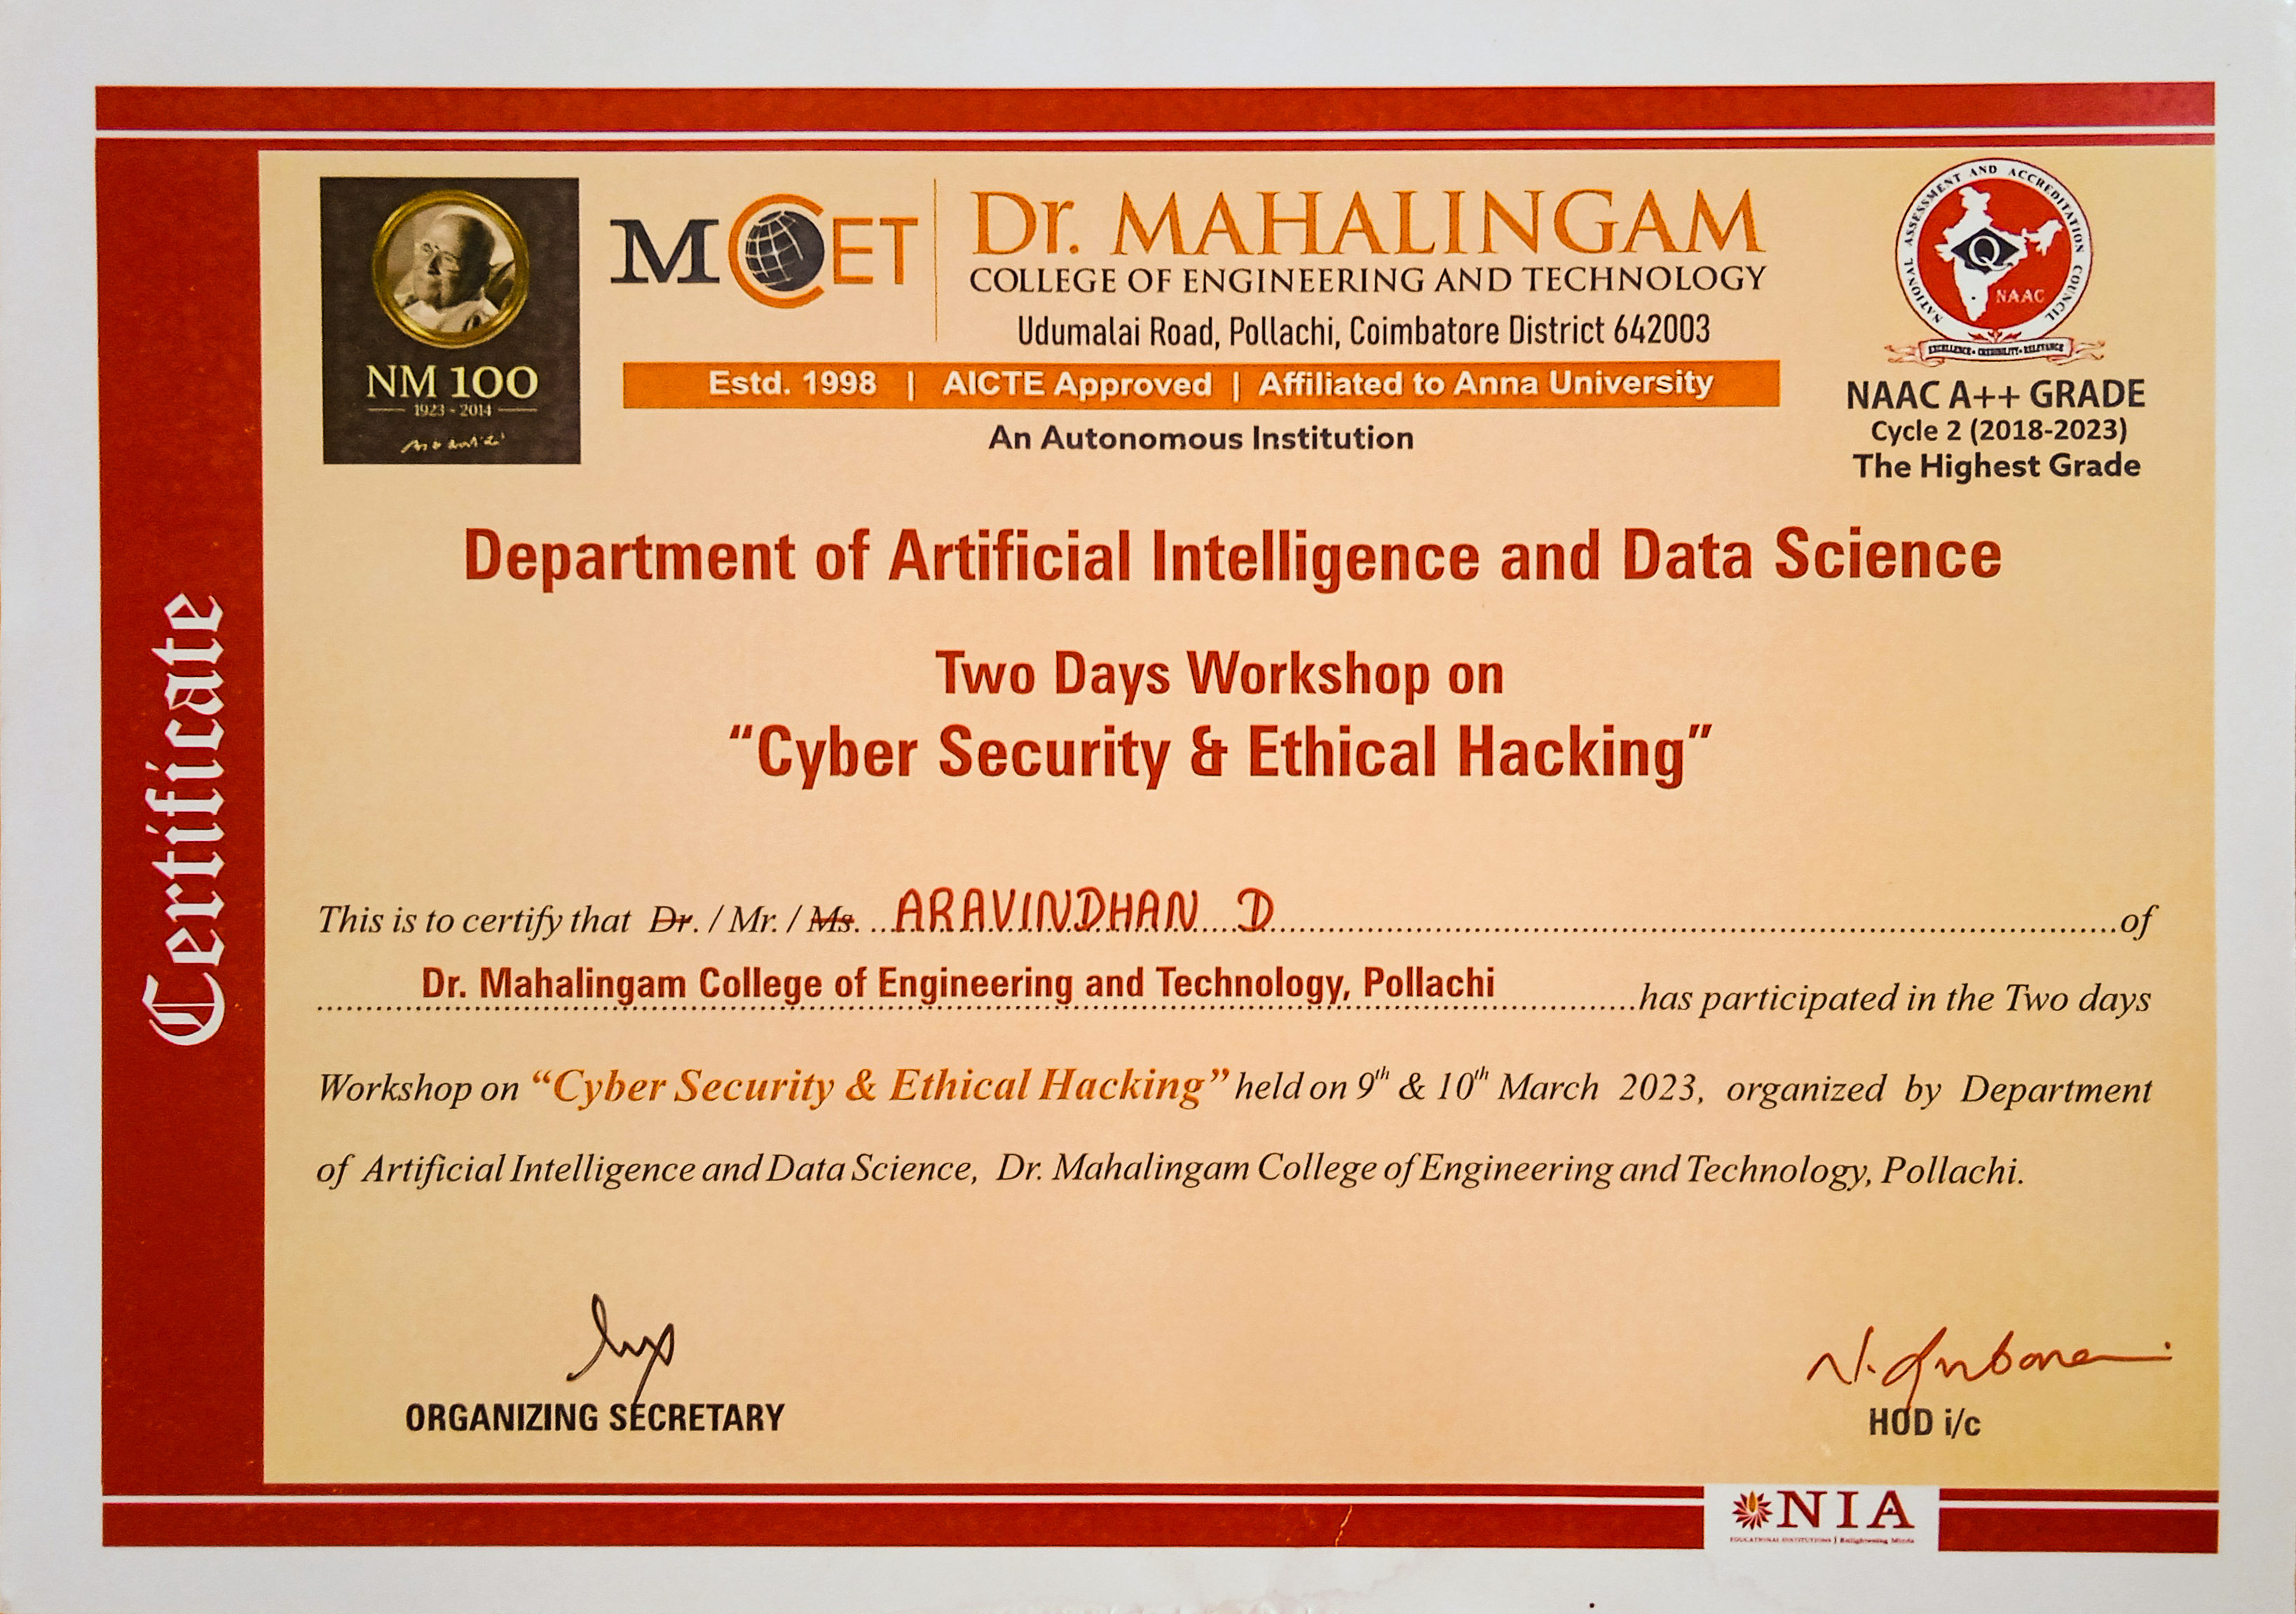 Certificate
NM 100
1923 - 2014
MCET
Dr. MAHALINGAM
COLLEGE OF ENGINEERING AND TECHNOLOGY
Udumalai Road, Pollachi, Coimbatore District 642003
Estd. 1998 | AICTE Approved | Affiliated to Anna University
An Autonomous Institution
NATIONAL ASSESSMENT AND ACCREDITATION COUNCIL
Q
NAAC
EXCELLENCE • CREDIBILITY • RELEVANCE
NAAC A++ GRADE
Cycle 2 (2018-2023)
The Highest Grade
Department of Artificial Intelligence and Data Science
Two Days Workshop on
“Cyber Security & Ethical Hacking”
This is to certify that Dr. / Mr. / Ms. ARAVINDHAN D of
Dr. Mahalingam College of Engineering and Technology, Pollachi has participated in the Two days
Workshop on “Cyber Security & Ethical Hacking” held on 9th & 10th March 2023, organized by Department
of Artificial Intelligence and Data Science, Dr. Mahalingam College of Engineering and Technology, Pollachi.
ORGANIZING SECRETARY
HOD i/c
NIA
EDUCATIONAL INSTITUTIONS | Enlightening Minds